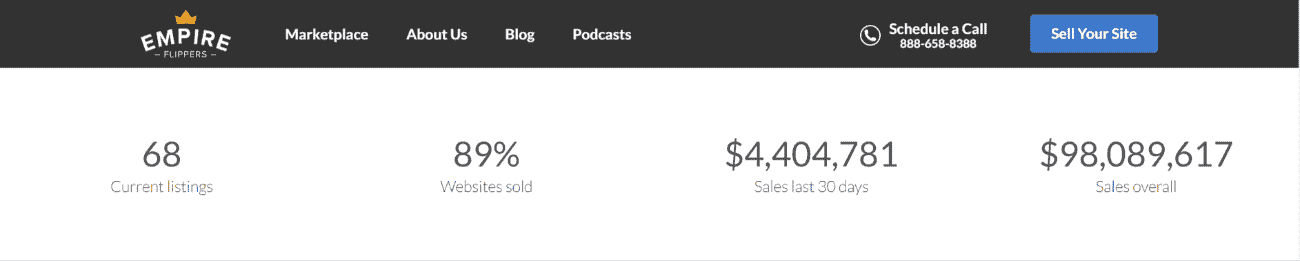 EMPIRE
FLIPPERS
Marketplace
About Us
Blog
Podcasts
Schedule a Call
888-658-8388
Sell Your Site
68
Current listings
89%
Websites sold
$4,404,781
Sales last 30 days
$98,089,617
Sales overall